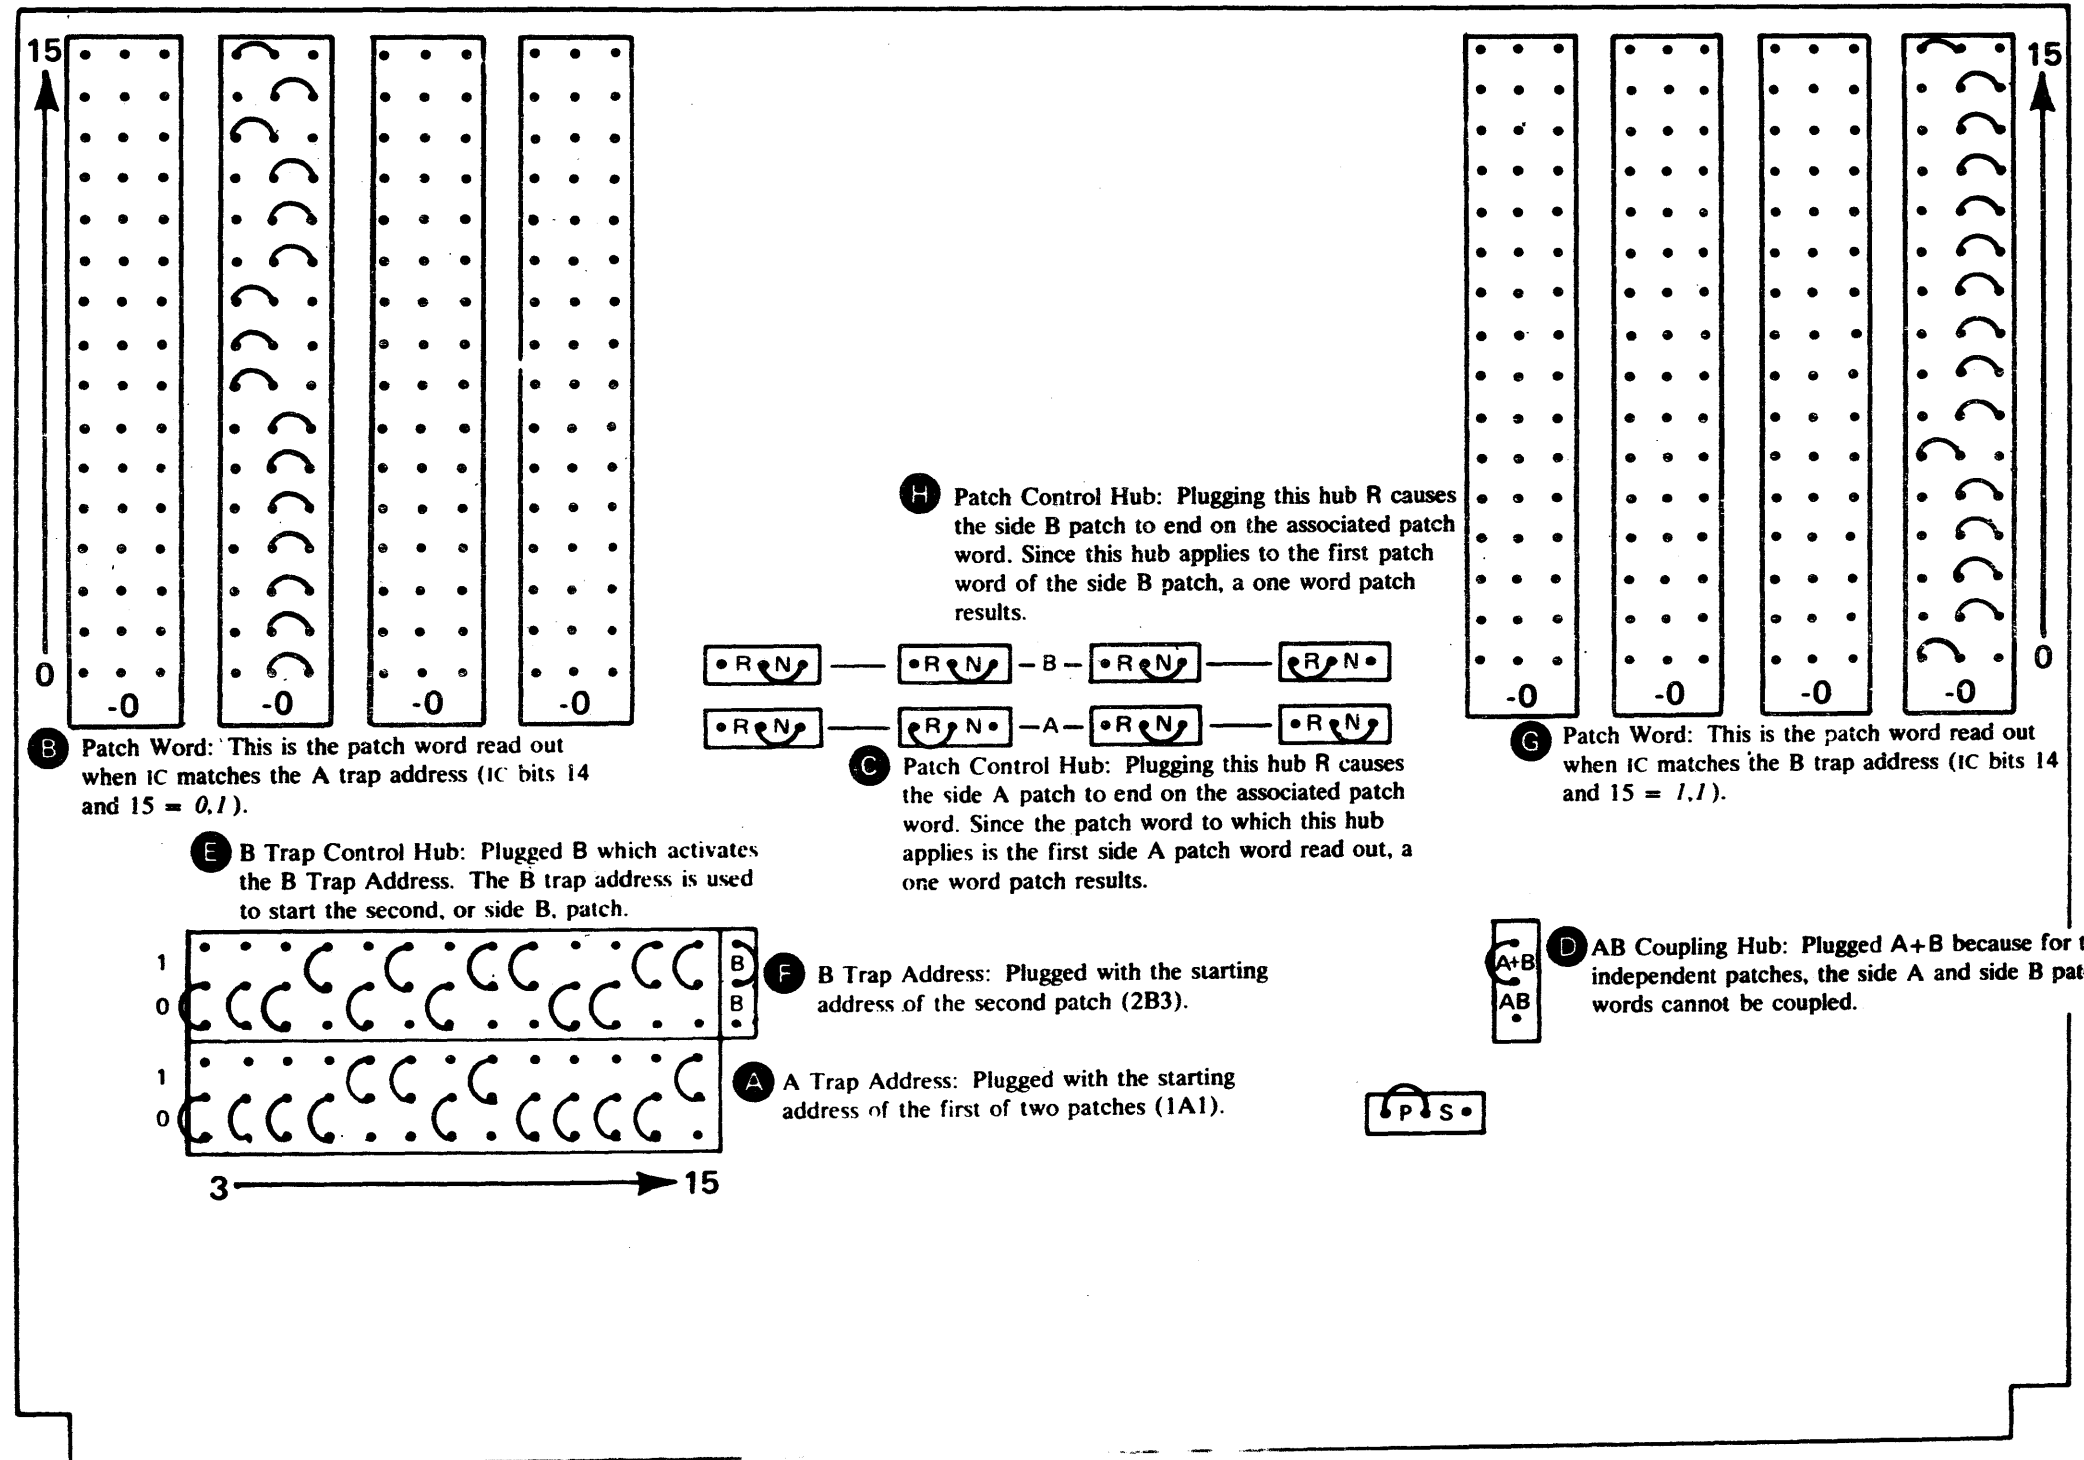 15
15
H Patch Control Hub: Plugging this hub R causes
the side B patch to end on the associated patch
word. Since this hub applies to the first patch
word of the side B patch, a one word patch
results.
0
0
R N R N B R N R N
-0 -0 -0 -0
-0 -0 -0 -0
R N R N A R N R N
B Patch Word: This is the patch word read out
when IC matches the A trap address (IC bits 14
and 15 = 0,1).
C Patch Control Hub: Plugging this hub R causes
the side A patch to end on the associated patch
word. Since the patch word to which this hub
applies is the first side A patch word read out, a
one word patch results.
G Patch Word: This is the patch word read out
when IC matches the B trap address (IC bits 14
and 15 = 1,1).
E B Trap Control Hub: Plugged B which activates
the B Trap Address. The B trap address is used
to start the second, or side B, patch.
1 B
0 B
F B Trap Address: Plugged with the starting
address of the second patch (2B3).
A+B
AB
D AB Coupling Hub: Plugged A+B because for t
independent patches, the side A and side B pat
words cannot be coupled.
1
0
A A Trap Address: Plugged with the starting
address of the first of two patches (1A1).
P S
3 15